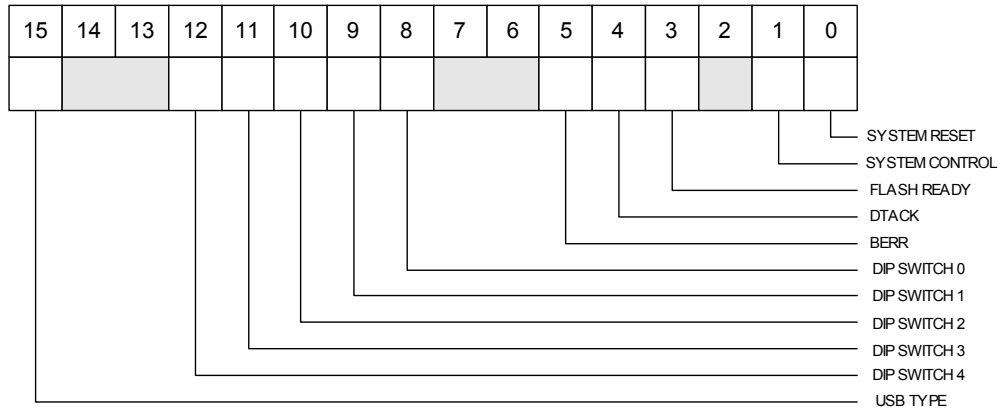 15 14 13 12 11 10 9 8 7 6 5 4 3 2 1 0
SYSTEM RESET
SYSTEM CONTROL
FLASH READY
DTACK
BERR
DIP SWITCH 0
DIP SWITCH 1
DIP SWITCH 2
DIP SWITCH 3
DIP SWITCH 4
USB TYPE